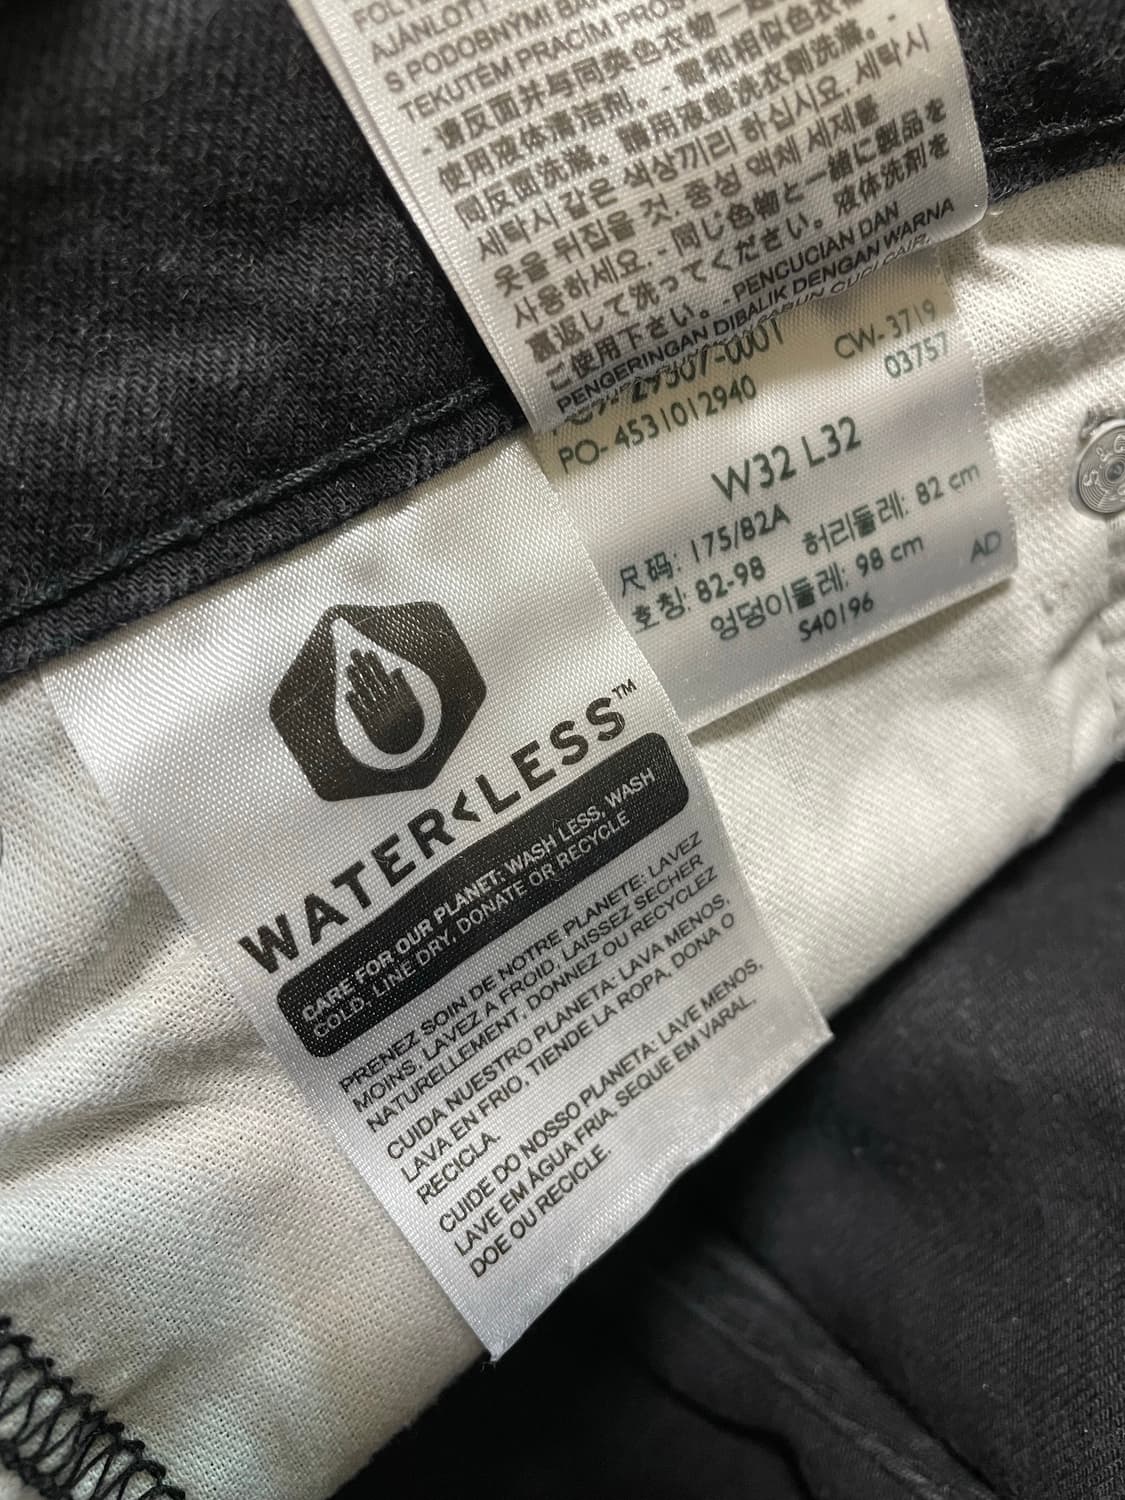 AJÁNLOTT
S PODOBNÝMI
TEKUTÉM PRACÍM
- 请反面并与同类色衣物一起
使用液体清洁剂。- 需和相似色衣物
同反面洗滌。請用液態洗衣劑洗滌。-
세탁시 같은 색상끼리 하십시오. 세탁시
옷을 뒤집을 것. 중성 액체 세제를
사용하세요. - 同じ色物と一緒に製品を
裏返して洗ってください。液体洗剤を
ご使用下さい。 - PENCUCIAN DAN
PENGERINGAN DIBALIK DENGAN WARNA
29507-0001
CW- 3719
PO- 4531012940
03757
W32 L32
尺码: 175/82A
허리둘레: 82 cm
호칭: 82-98
엉덩이둘레: 98 cm
AD
S40196
WATER<LESS™
CARE FOR OUR PLANET: WASH LESS, WASH
COLD, LINE DRY, DONATE OR RECYCLE
PRENEZ SOIN DE NOTRE PLANETE: LAVEZ
MOINS, LAVEZ A FROID, LAISSEZ SECHER
NATURELLEMENT, DONNEZ OU RECYCLEZ
CUIDA NUESTRO PLANETA: LAVA MENOS,
LAVA EN FRIO, TIENDE LA ROPA, DONA O
RECICLA.
CUIDE DO NOSSO PLANETA: LAVE MENOS,
LAVE EM ÁGUA FRIA, SEQUE EM VARAL,
DOE OU RECICLE.